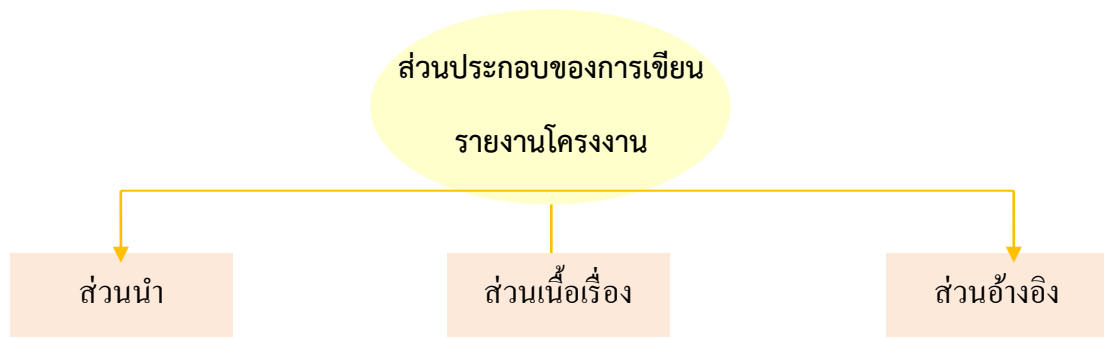 ส่วนประกอบของการเขียน
รายงานโครงงาน
ส่วนนำ
ส่วนเนื้อเรื่อง
ส่วนอ้างอิง